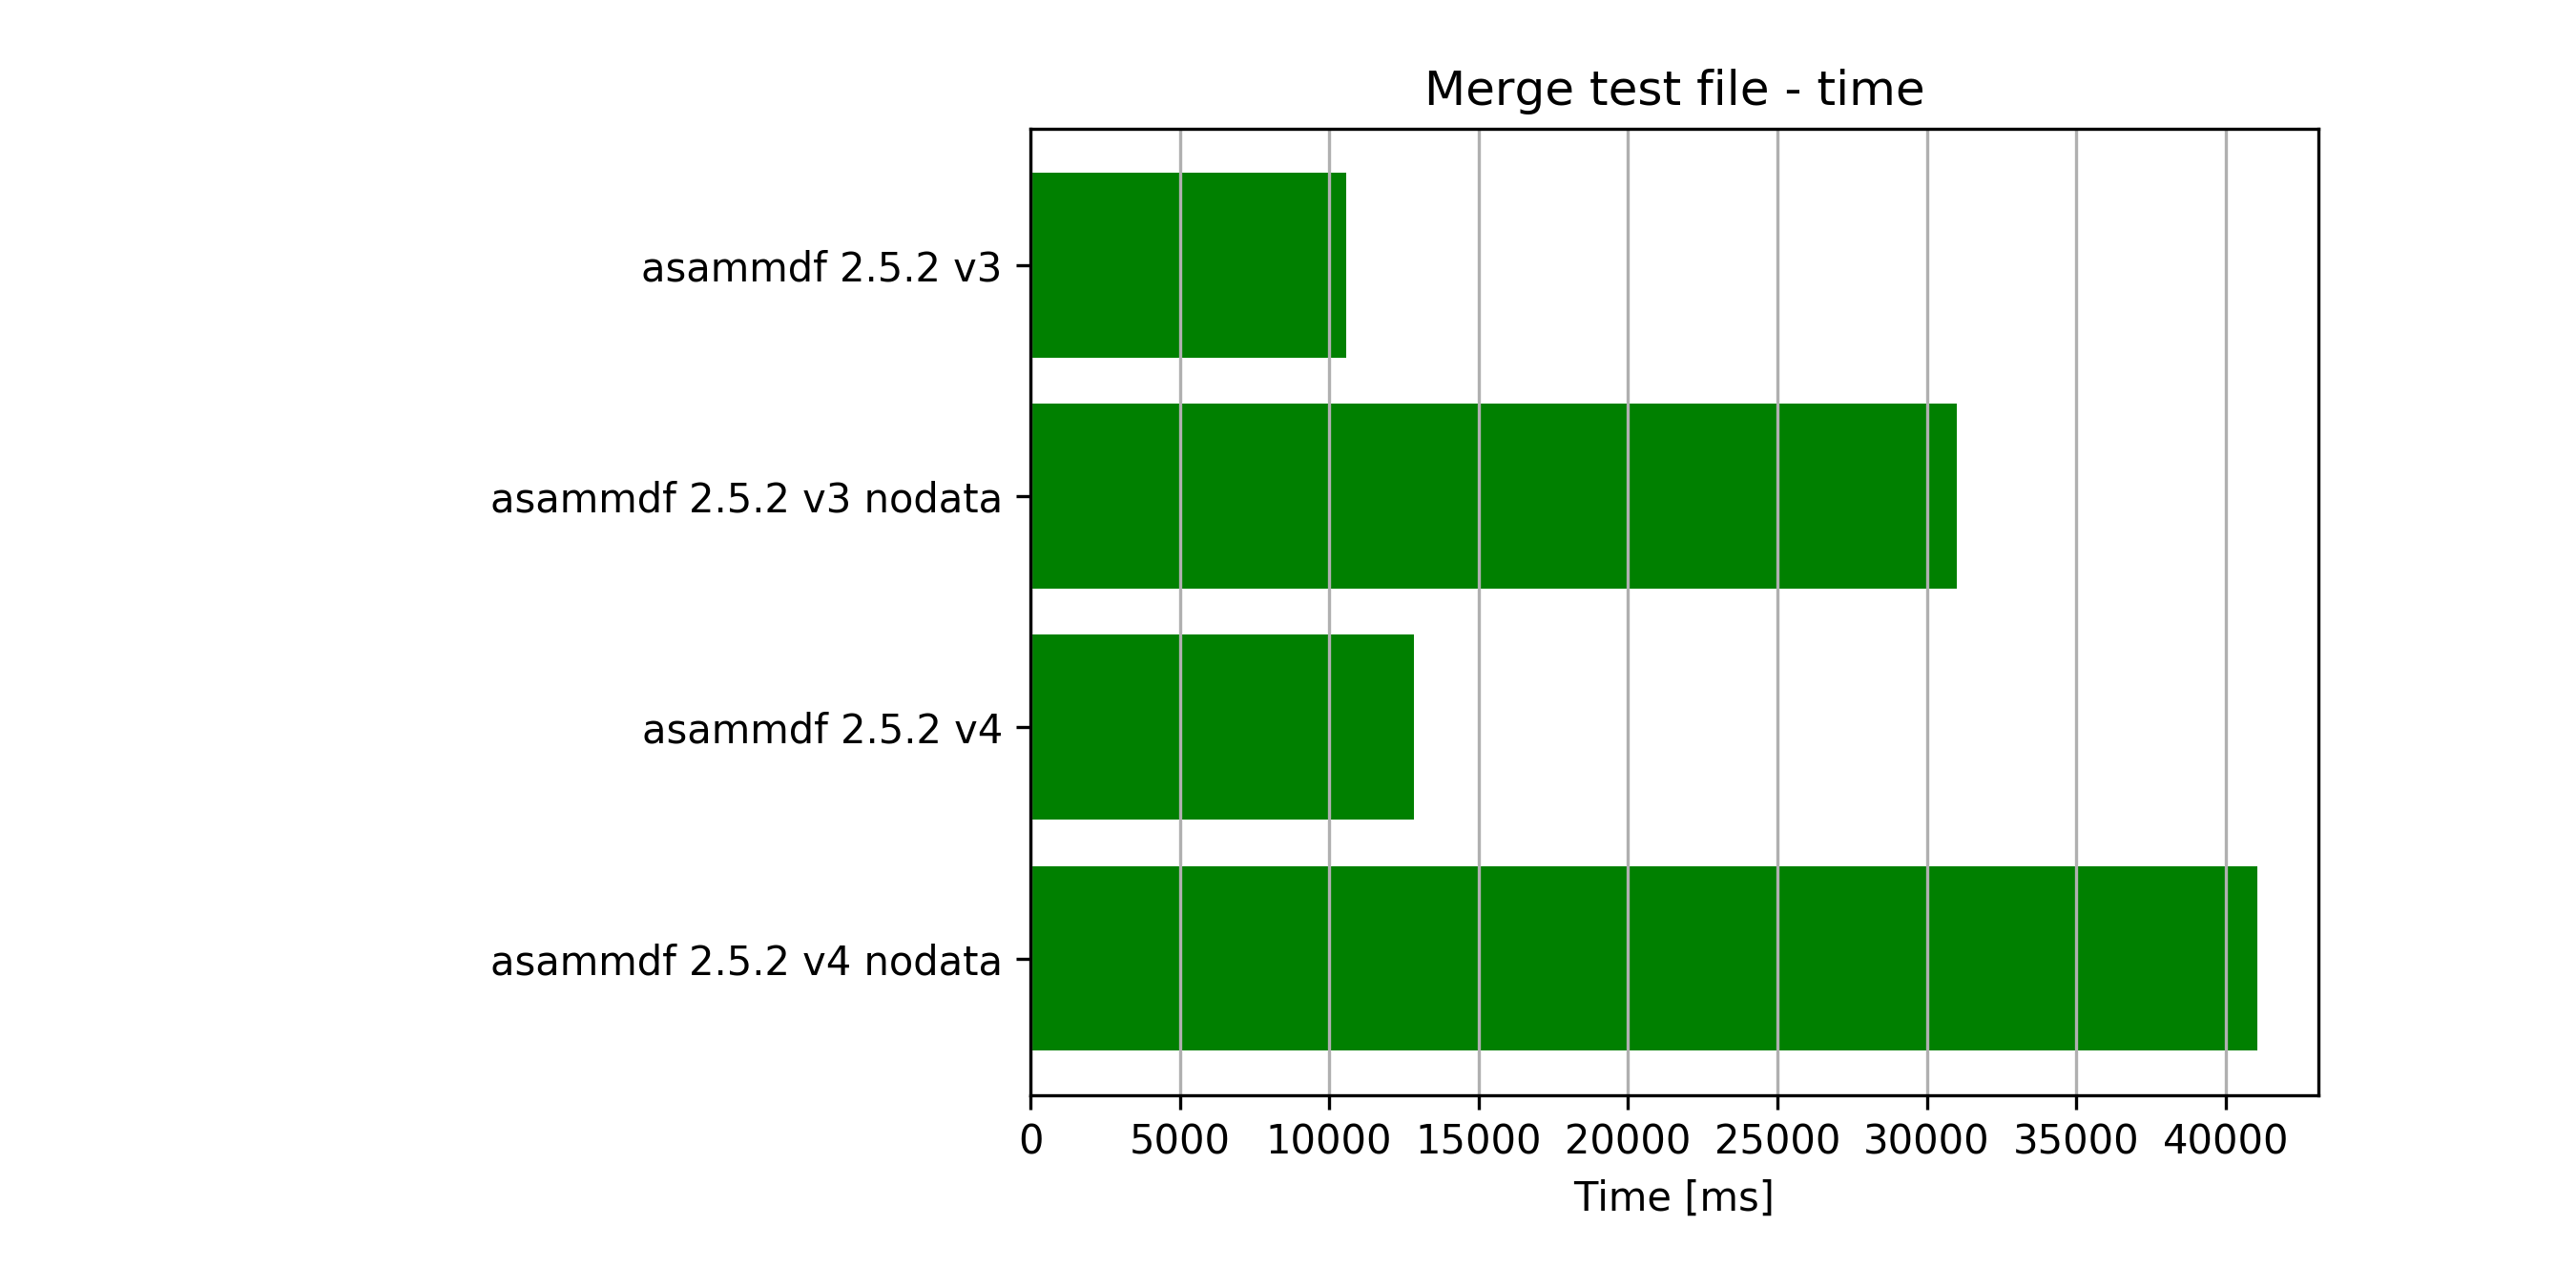 Merge test file - time
asammdf 2.5.2 v3
asammdf 2.5.2 v3 nodata
asammdf 2.5.2 v4
asammdf 2.5.2 v4 nodata
0 5000 10000 15000 20000 25000 30000 35000 40000
Time [ms]